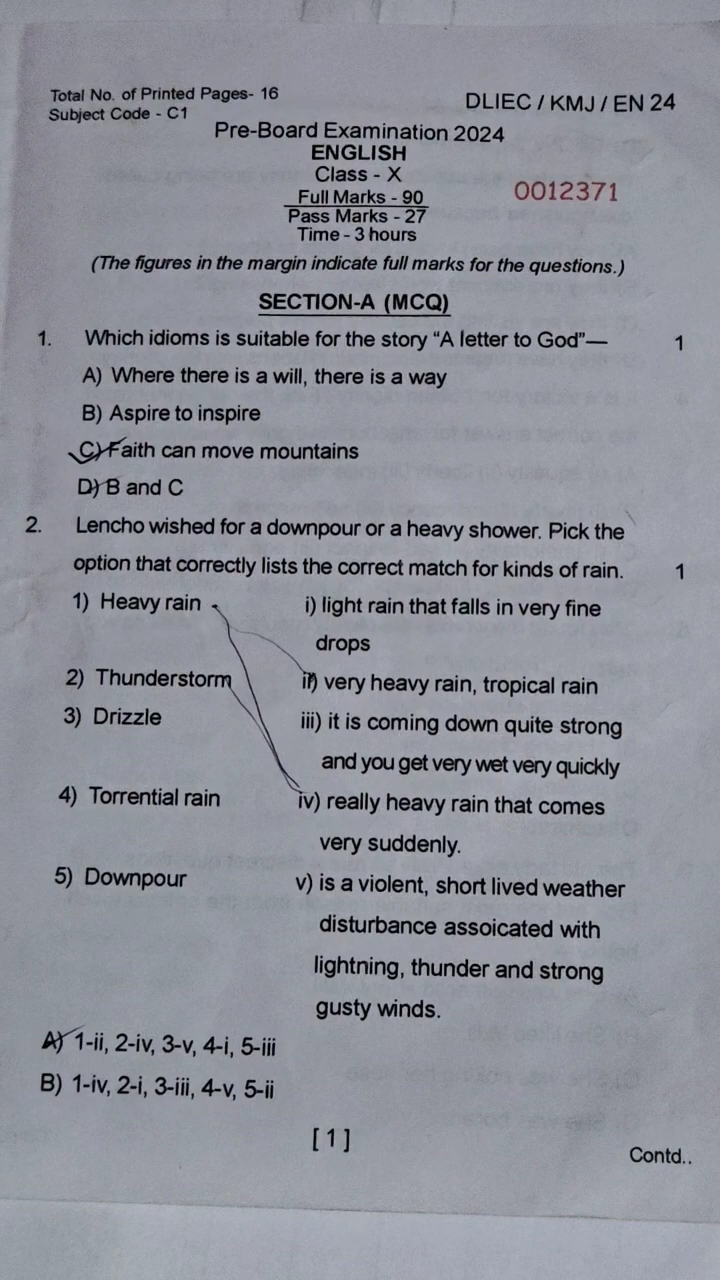 Total No. of Printed Pages- 16
DLIEC / KMJ / EN 24
Subject Code - C1
Pre-Board Examination 2024
ENGLISH
Class - X
0012371
Full Marks - 90
Pass Marks - 27
Time - 3 hours
(The figures in the margin indicate full marks for the questions.)
SECTION-A (MCQ)
1. Which idioms is suitable for the story “A letter to God”— 1
A) Where there is a will, there is a way
B) Aspire to inspire
C) Faith can move mountains
D) B and C
2. Lencho wished for a downpour or a heavy shower. Pick the
option that correctly lists the correct match for kinds of rain. 1
1) Heavy rain i) light rain that falls in very fine
drops
2) Thunderstorm ii) very heavy rain, tropical rain
3) Drizzle iii) it is coming down quite strong
and you get very wet very quickly
4) Torrential rain iv) really heavy rain that comes
very suddenly.
5) Downpour v) is a violent, short lived weather
disturbance assoicated with
lightning, thunder and strong
gusty winds.
A) 1-ii, 2-iv, 3-v, 4-i, 5-iii
B) 1-iv, 2-i, 3-iii, 4-v, 5-ii
[ 1 ]
Contd..